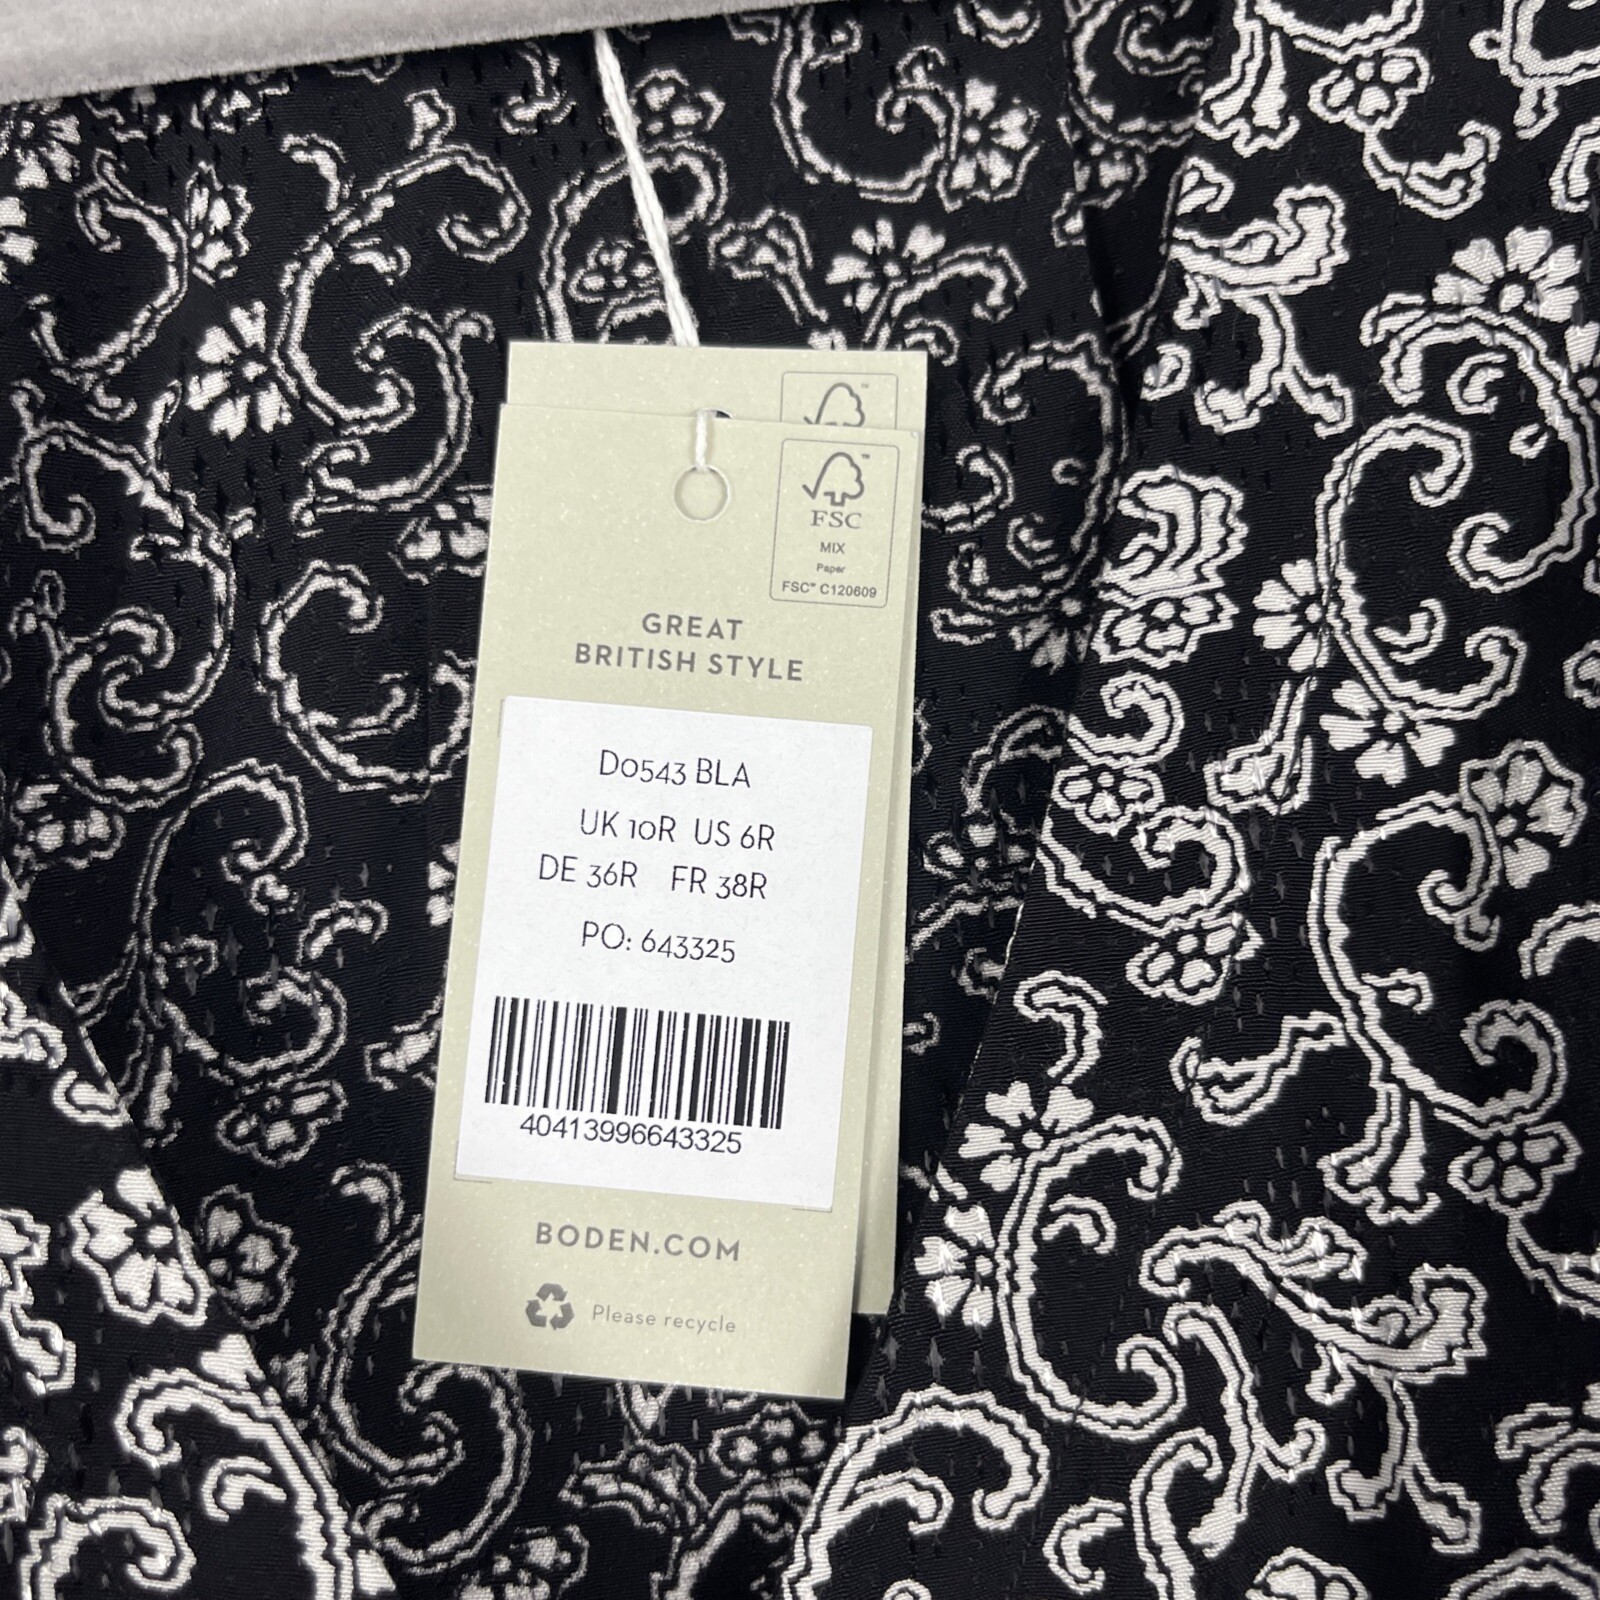 FSC
MIX
Paper
FSC® C120609
GREAT
BRITISH STYLE
D0543 BLA
UK 10R US 6R
DE 36R FR 38R
PO: 643325
40413996643325
BODEN.COM
Please recycle